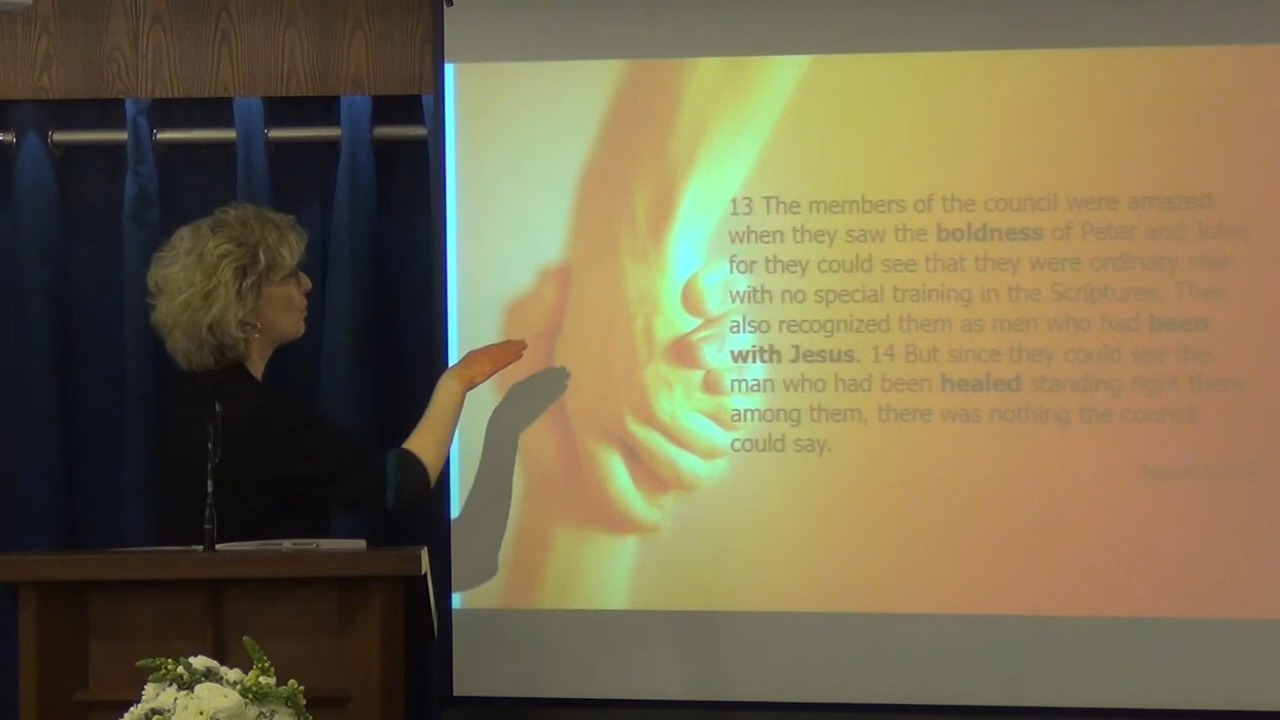 13 The members of the council were amazed
when they saw the boldness of Peter and John,
for they could see that they were ordinary men
with no special training in the Scriptures. They
also recognized them as men who had been
with Jesus. 14 But since they could see the
man who had been healed standing right there
among them, there was nothing the council
could say.